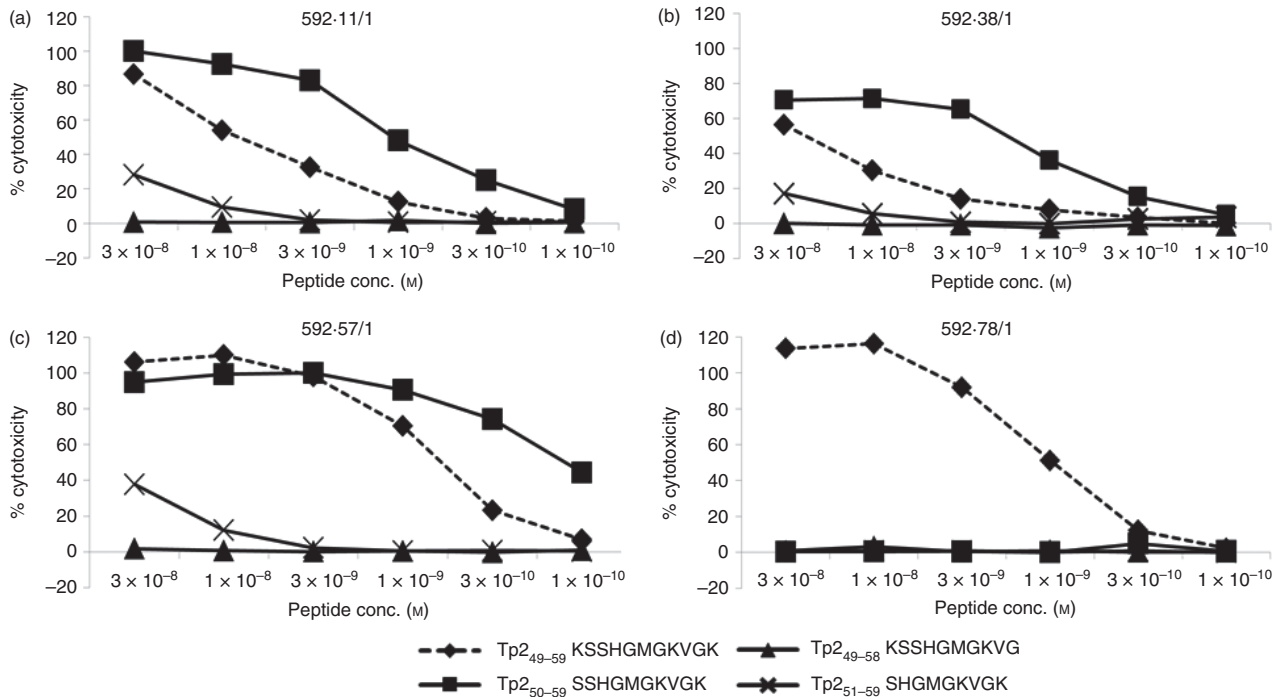 (a) 592·11/1
120
100
80
60
40
20
0
–20
% cytotoxicity
3 × 10⁻⁸ 1 × 10⁻⁸ 3 × 10⁻⁹ 1 × 10⁻⁹ 3 × 10⁻¹⁰ 1 × 10⁻¹⁰
Peptide conc. (M)
(b) 592·38/1
120
100
80
60
40
20
0
–20
% cytotoxicity
3 × 10⁻⁸ 1 × 10⁻⁸ 3 × 10⁻⁹ 1 × 10⁻⁹ 3 × 10⁻¹⁰ 1 × 10⁻¹⁰
Peptide conc. (M)
(c) 592·57/1
120
100
80
60
40
20
0
–20
% cytotoxicity
3 × 10⁻⁸ 1 × 10⁻⁸ 3 × 10⁻⁹ 1 × 10⁻⁹ 3 × 10⁻¹⁰ 1 × 10⁻¹⁰
Peptide conc. (M)
(d) 592·78/1
120
100
80
60
40
20
0
–20
% cytotoxicity
3 × 10⁻⁸ 1 × 10⁻⁸ 3 × 10⁻⁹ 1 × 10⁻⁹ 3 × 10⁻¹⁰ 1 × 10⁻¹⁰
Peptide conc. (M)
Tp2₄₉₋₅₉ KSSHGMGKVGK Tp2₄₉₋₅₈ KSSHGMGKVG
Tp2₅₀₋₅₉ SSHGMGKVGK Tp2₅₁₋₅₉ SHGMGKVGK